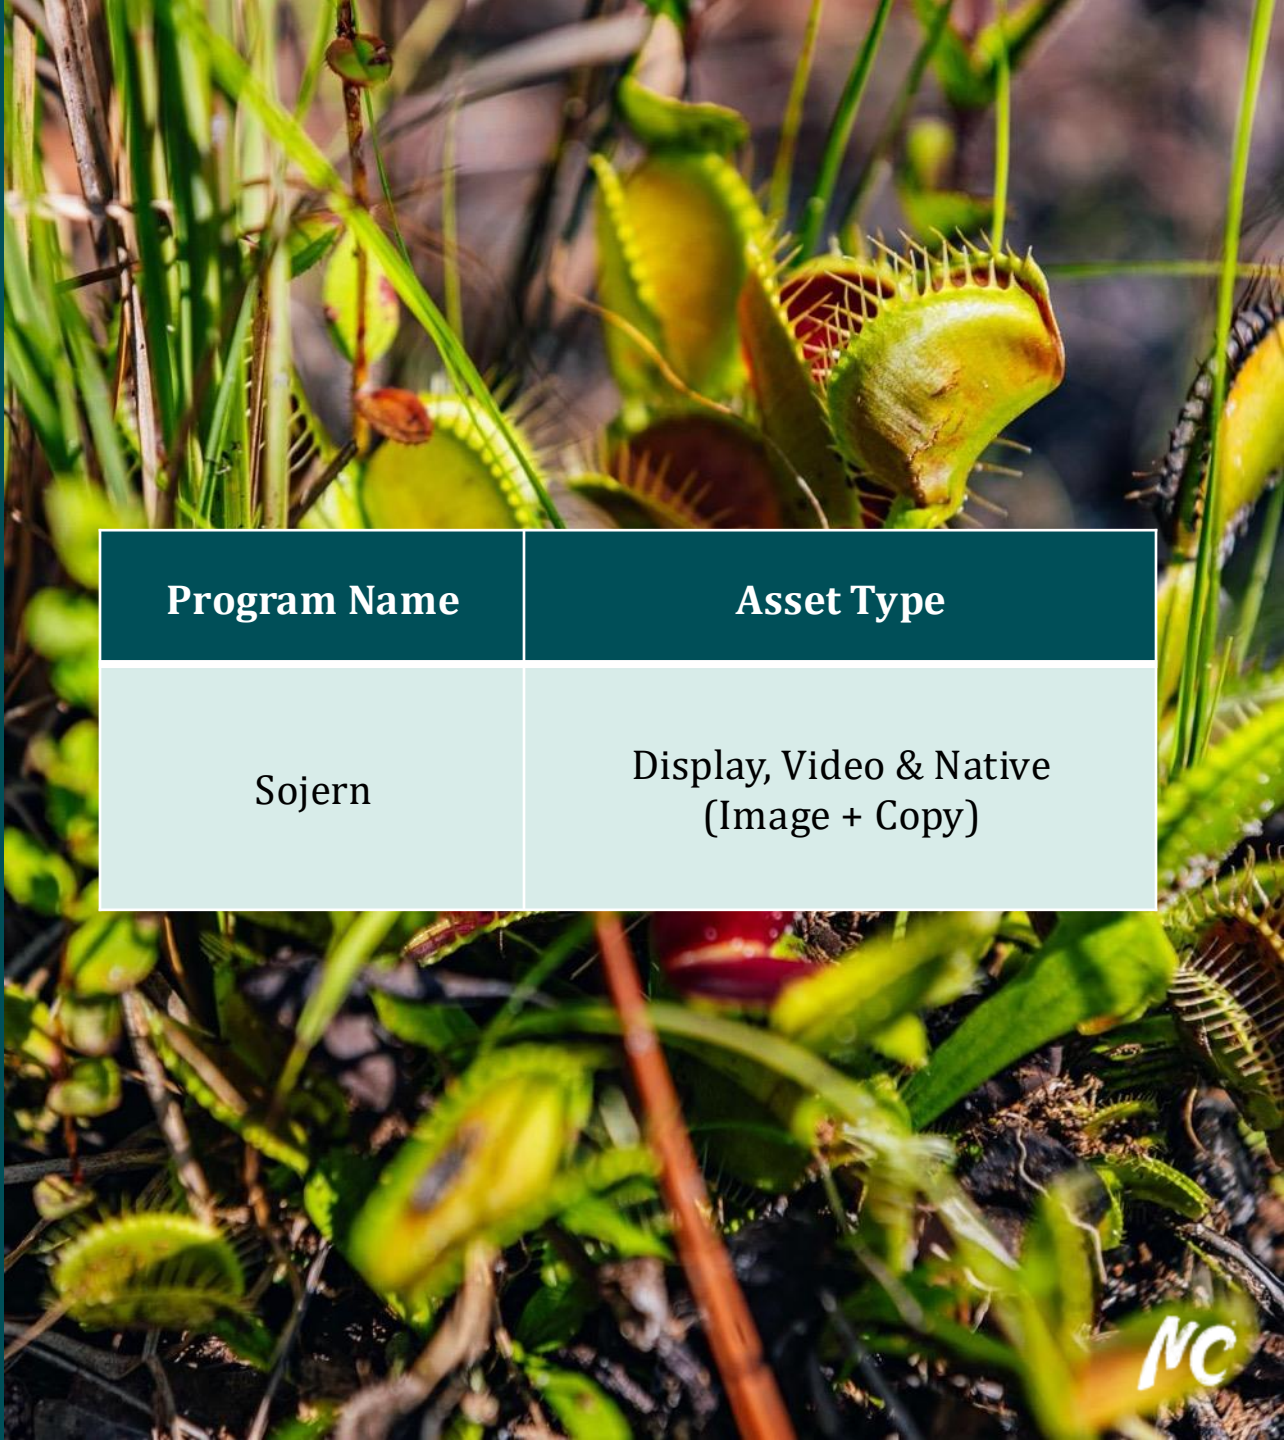 Program Name
Asset Type
Sojern
Display, Video & Native
(Image + Copy)
NC